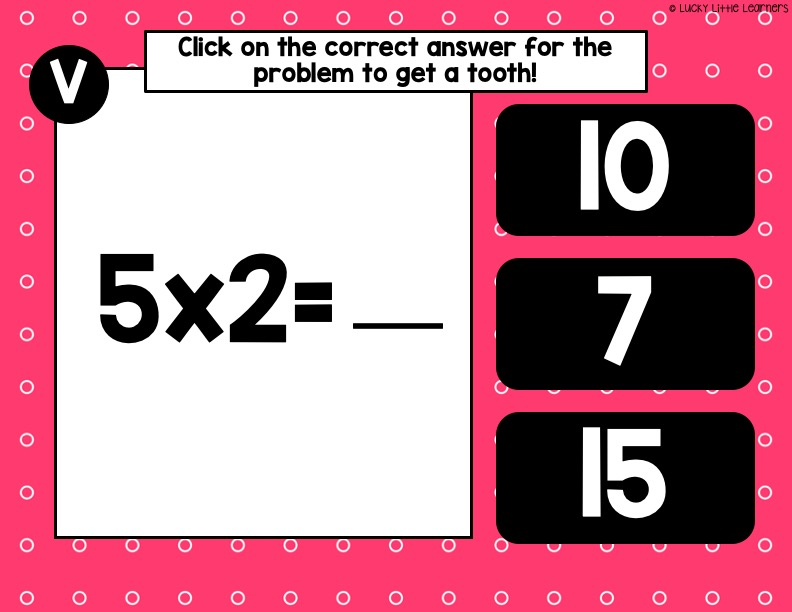 © Lucky Little Learners
Click on the correct answer for the
problem to get a tooth!
V
5x2= __
10
7
15